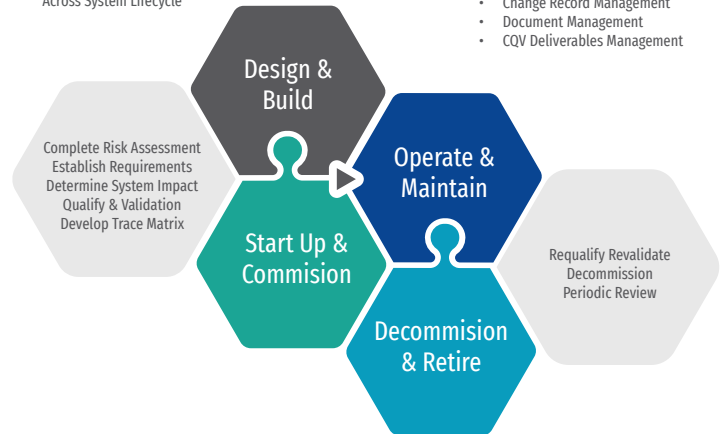 Across System Lifecycle
• Change Record Management
• Document Management
• CQV Deliverables Management
Design &
Build
Complete Risk Assessment
Establish Requirements
Determine System Impact
Qualify & Validation
Develop Trace Matrix
Operate &
Maintain
Start Up &
Commision
Requalify Revalidate
Decommission
Periodic Review
Decommision
& Retire